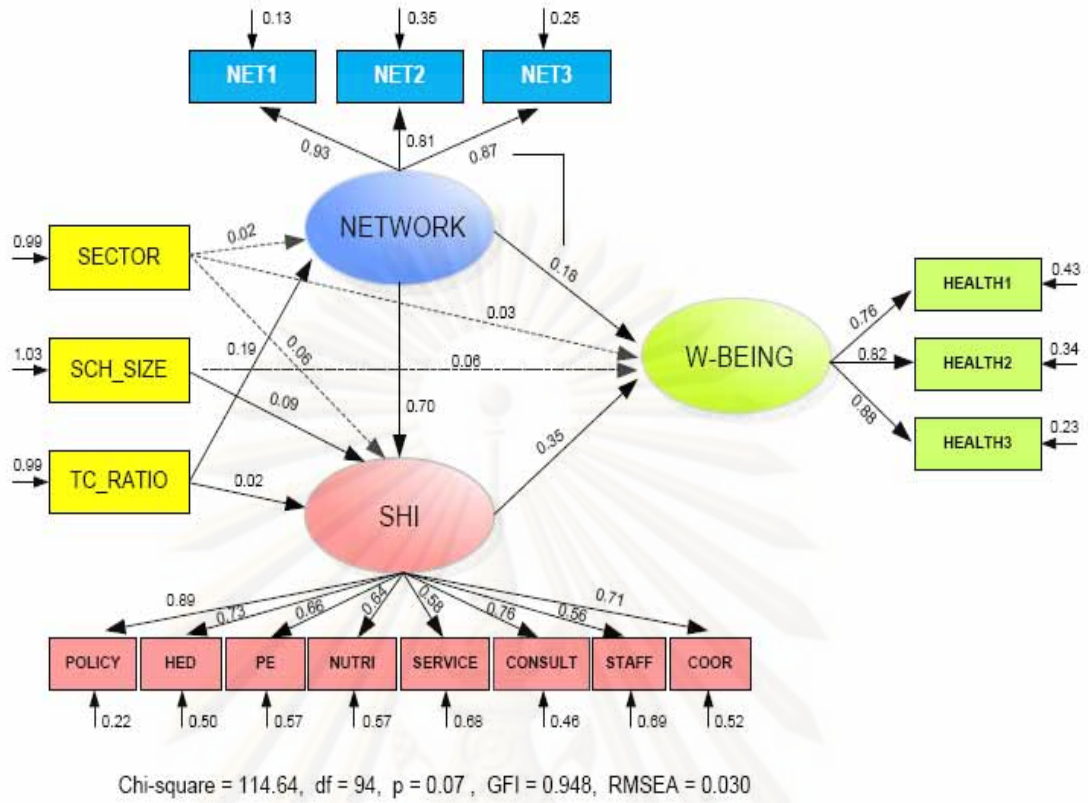 0.13 0.35 0.25
NET1 NET2 NET3
0.93 0.81 0.87
NETWORK
0.99 SECTOR 0.02
0.18
HEALTH1 0.43
0.03 0.76
1.03 SCH_SIZE 0.19 0.06 0.06
W-BEING 0.82 HEALTH2 0.34
0.09 0.70 0.88
0.35 HEALTH3 0.23
0.99 TC_RATIO 0.02
SHI
0.89 0.73 0.66 0.64 0.58 0.76 0.56 0.71
POLICY HED PE NUTRI SERVICE CONSULT STAFF COOR
0.22 0.50 0.57 0.57 0.68 0.46 0.69 0.52
Chi-square = 114.64, df = 94, p = 0.07 , GFI = 0.948, RMSEA = 0.030